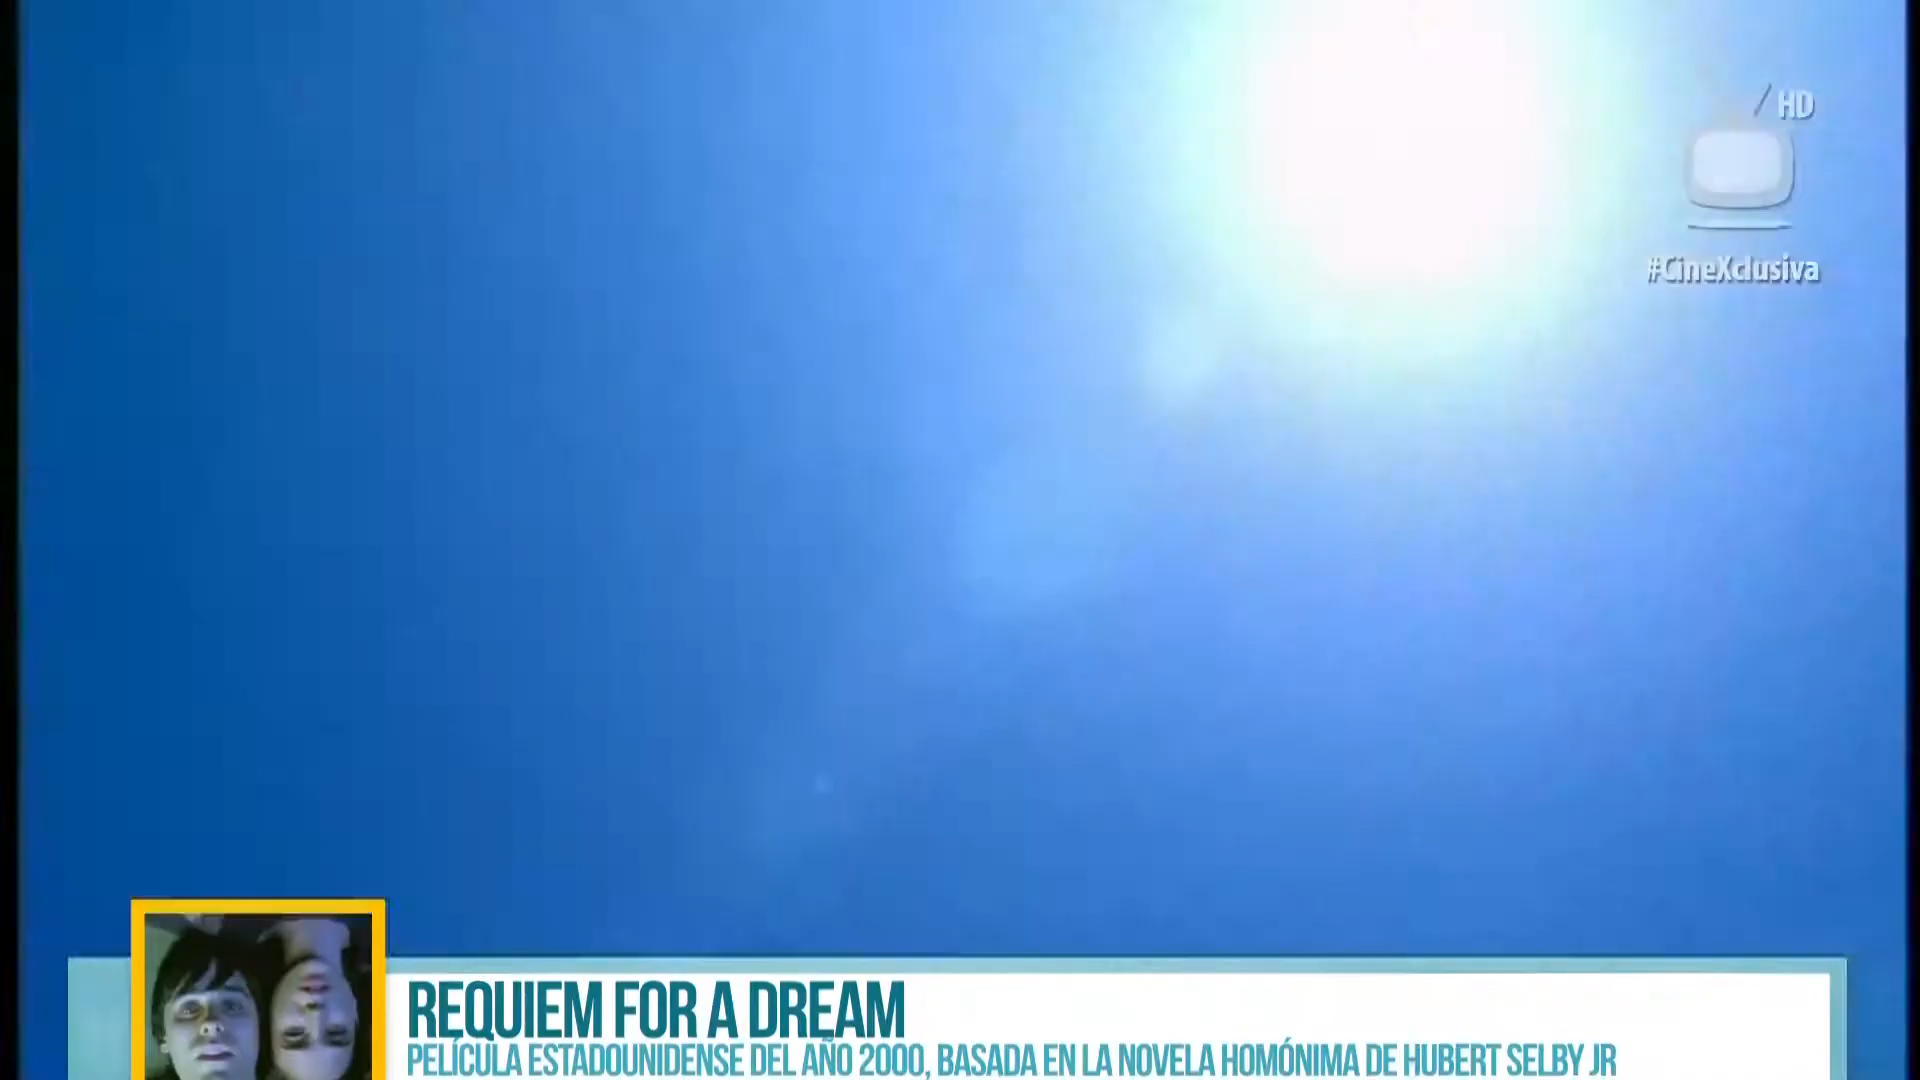 HD
#CineXclusiva
REQUIEM FOR A DREAM
PELÍCULA ESTADOUNIDENSE DEL AÑO 2000, BASADA EN LA NOVELA HOMÓNIMA DE HUBERT SELBY JR